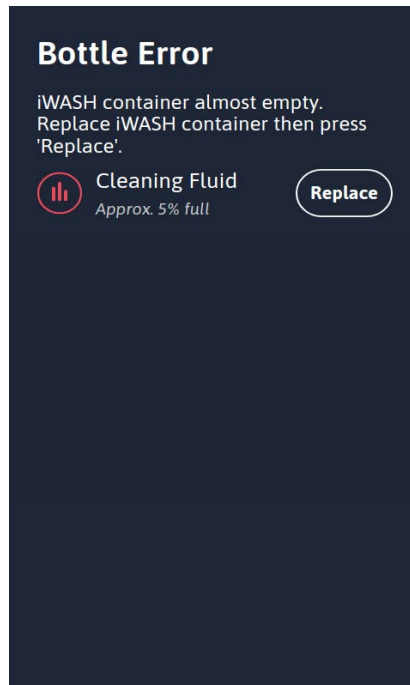 Bottle Error
iWASH container almost empty.
Replace iWASH container then press
'Replace'.
Cleaning Fluid
Approx. 5% full
Replace